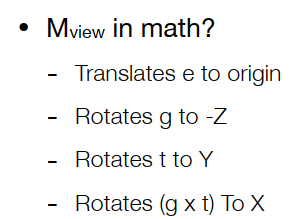 • Mview in math?
- Translates e to origin
- Rotates g to -Z
- Rotates t to Y
- Rotates (g x t) To X